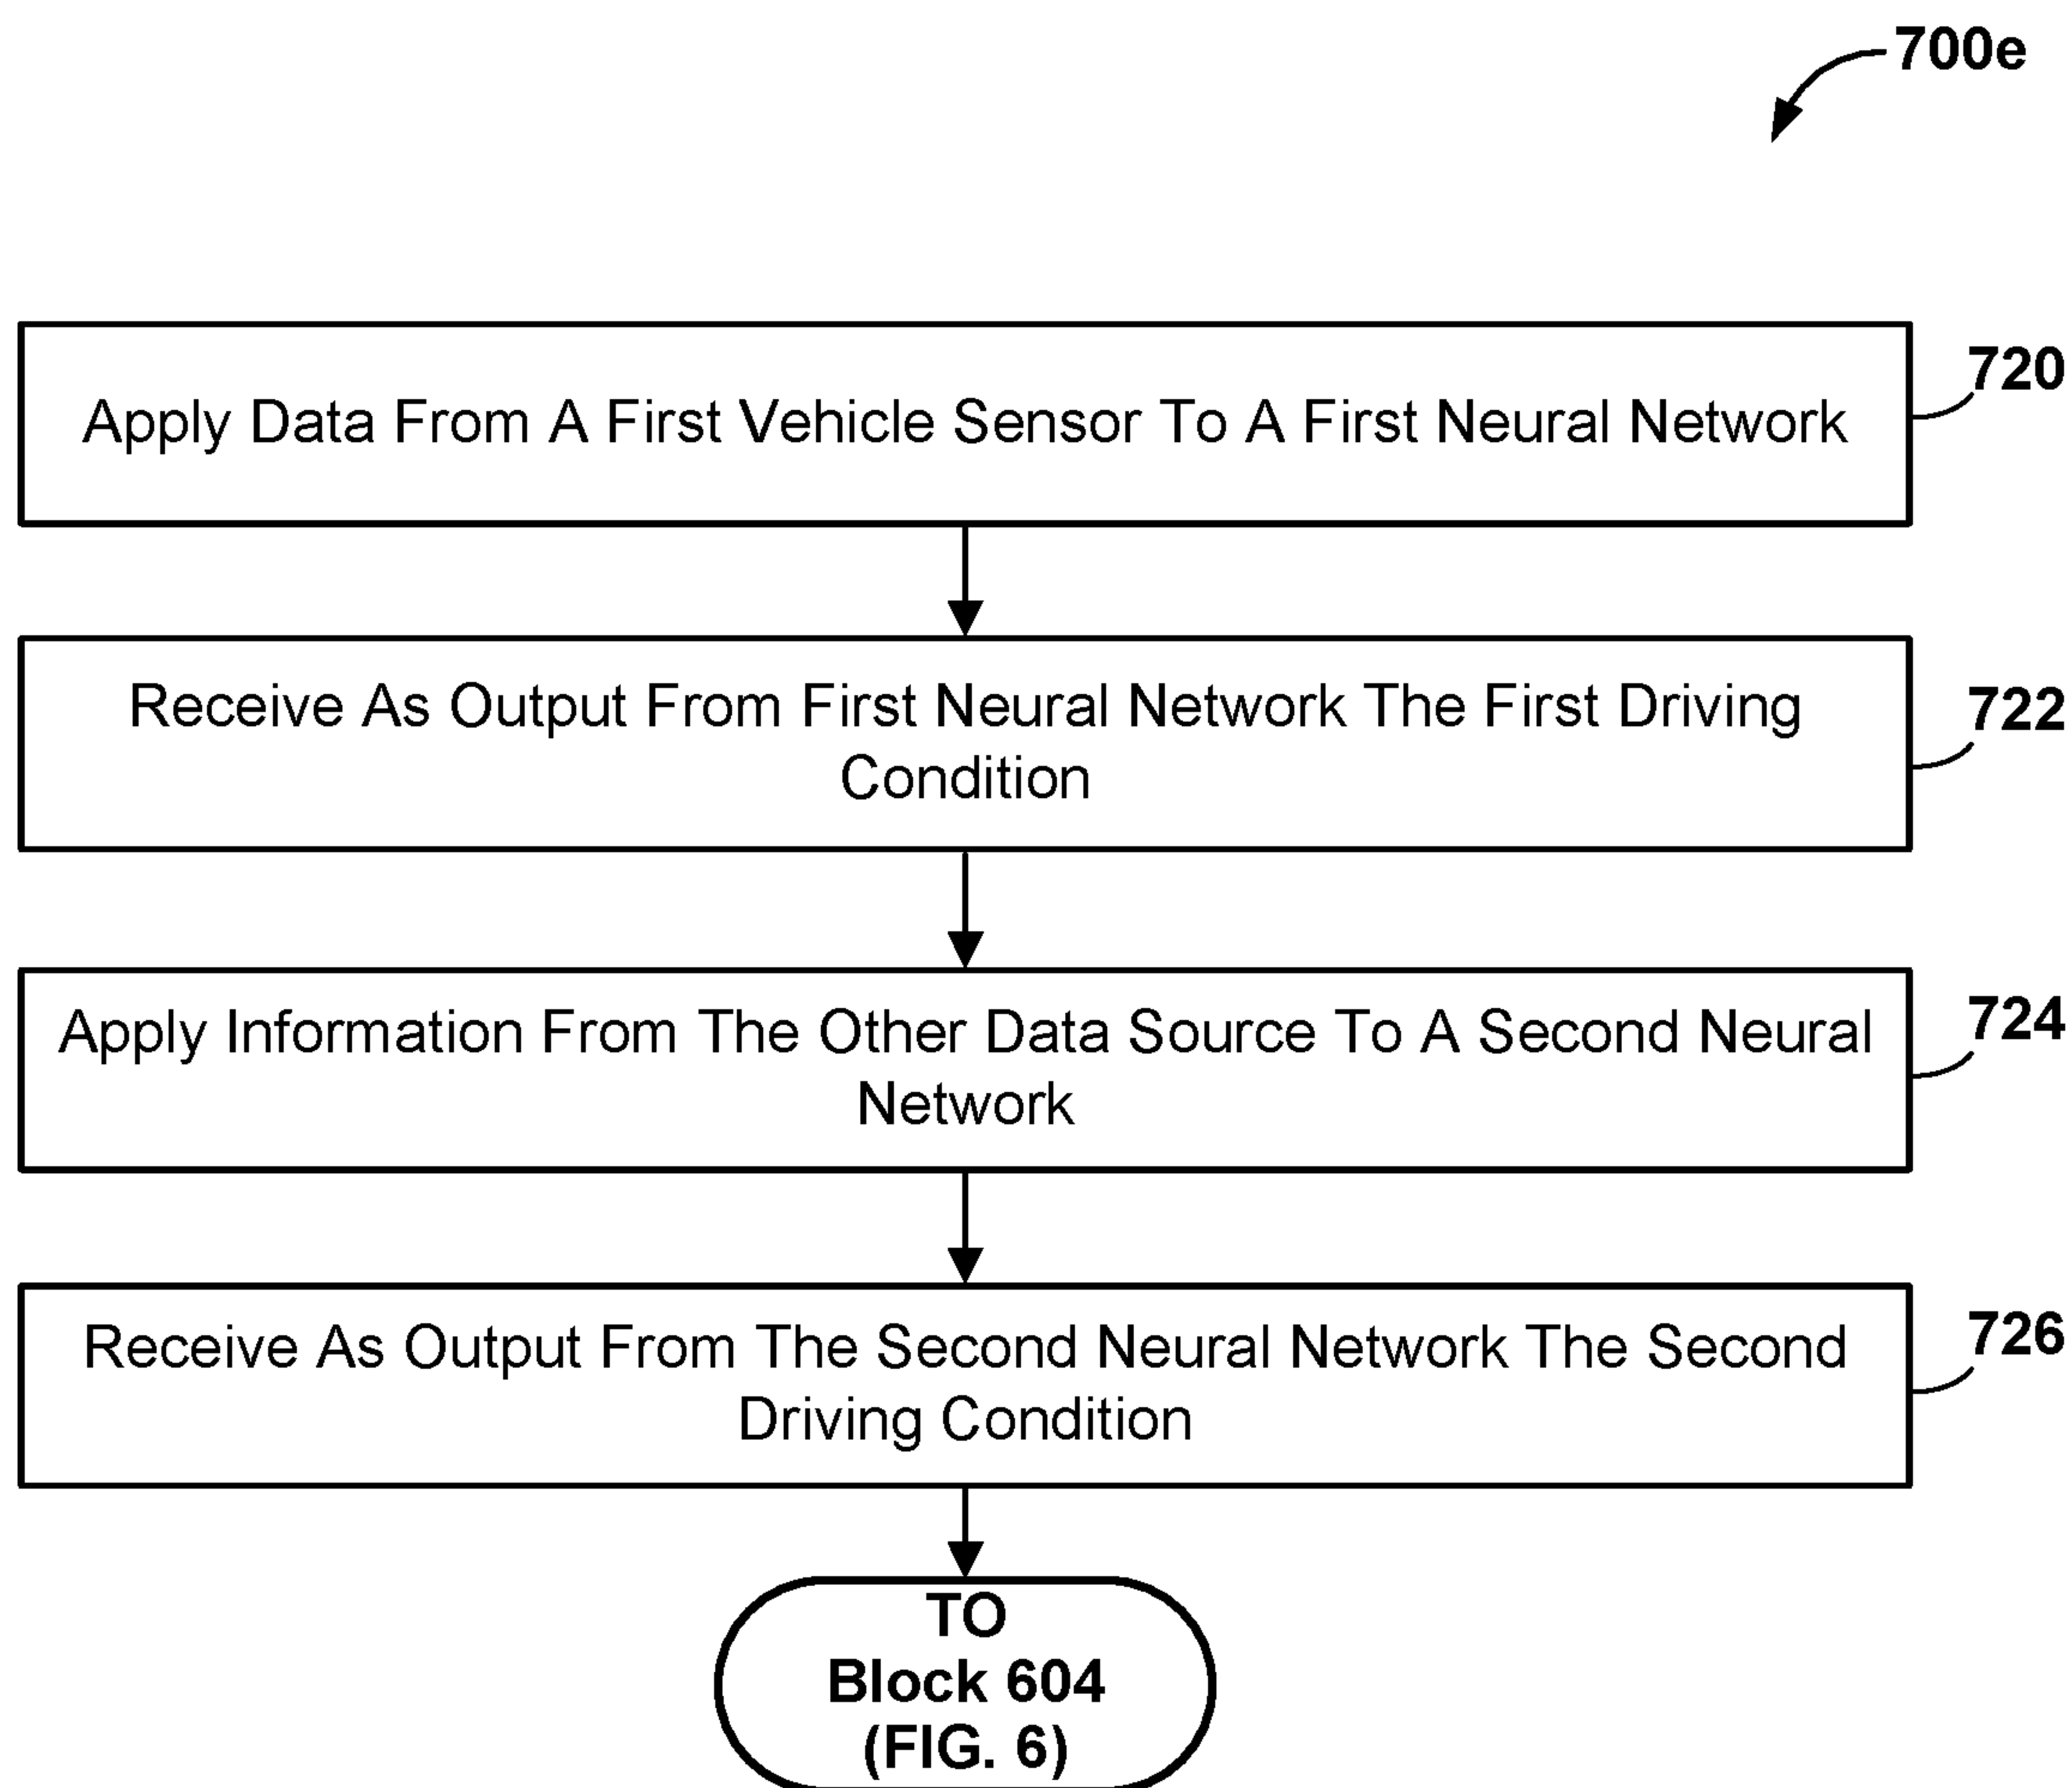 700e
Apply Data From A First Vehicle Sensor To A First Neural Network
720
Receive As Output From First Neural Network The First Driving
Condition
722
Apply Information From The Other Data Source To A Second Neural
Network
724
Receive As Output From The Second Neural Network The Second
Driving Condition
726
TO
Block 604
(FIG. 6)